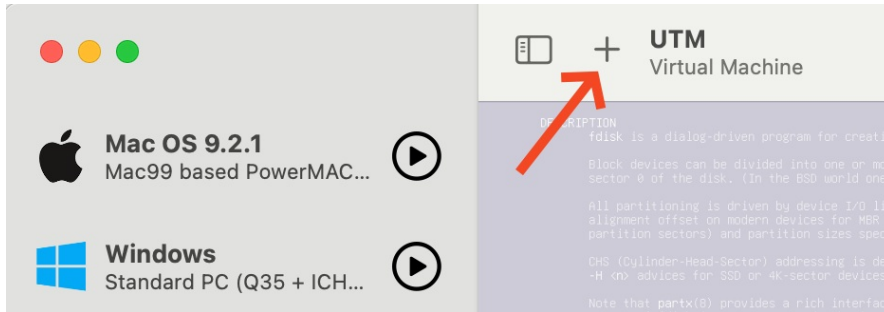 UTM
Virtual Machine
Mac OS 9.2.1
Mac99 based PowerMAC...
Windows
Standard PC (Q35 + ICH...
fdisk is a dialog-driven program for creati
Block devices can be divided into one or mo
sector 0 of the disk. (In the BSD world one
All partitioning is driven by device I/O li
alignment offset on modern devices for MBR
partition sectors) and partition sizes spec
CHS (Cylinder-Head-Sector) addressing is de
-H <n> advices for SSD or 4K-sector devices
Note that partx(8) provides a rich interfac